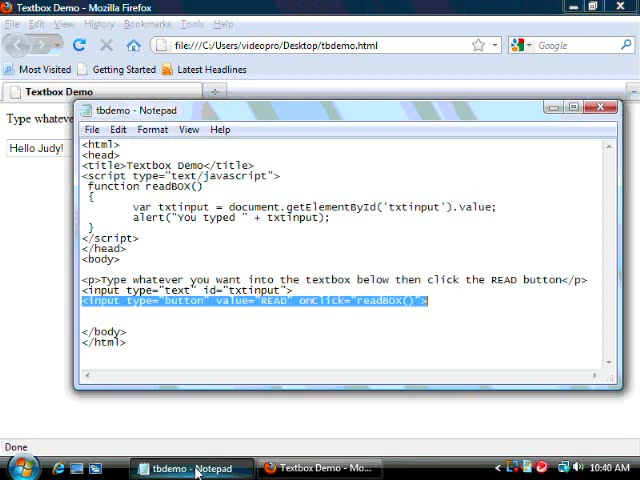 Textbox Demo - Mozilla Firefox
File Edit View History Bookmarks Tools Help
file:///C:/Users/videopro/Desktop/tbdemo.html
Google
Most Visited Getting Started Latest Headlines
Textbox Demo
Type whateve
Hello Judy!
tbdemo - Notepad
File Edit Format View Help
<html>
<head>
<title>Textbox Demo</title>
<script type="text/javascript">
function readBOX()
{
var txtinput = document.getElementById('txtinput').value;
alert("You typed " + txtinput);
}
</script>
</head>
<body>
<p>Type whatever you want into the textbox below then click the READ button</p>
<input type="text" id="txtinput">
<input type="button" value="READ" onClick="readBOX()">
</body>
</html>
Done
tbdemo - Notepad
Textbox Demo - Mo...
10:40 AM